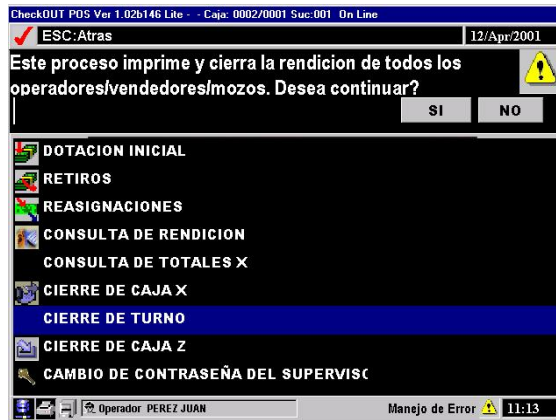 CheckOUT POS Ver 1.02b146 Lite - - Caja: 0002/0001 Suc:001 On Line
ESC:Atras
12/Apr/2001
Este proceso imprime y cierra la rendicion de todos los
operadores/vendedores/mozos. Desea continuar?
SI NO
DOTACION INICIAL
RETIROS
REASIGNACIONES
CONSULTA DE RENDICION
CONSULTA DE TOTALES X
CIERRE DE CAJA X
CIERRE DE TURNO
CIERRE DE CAJA Z
CAMBIO DE CONTRASEÑA DEL SUPERVISO
Operador PEREZ JUAN
Manejo de Error
11:13